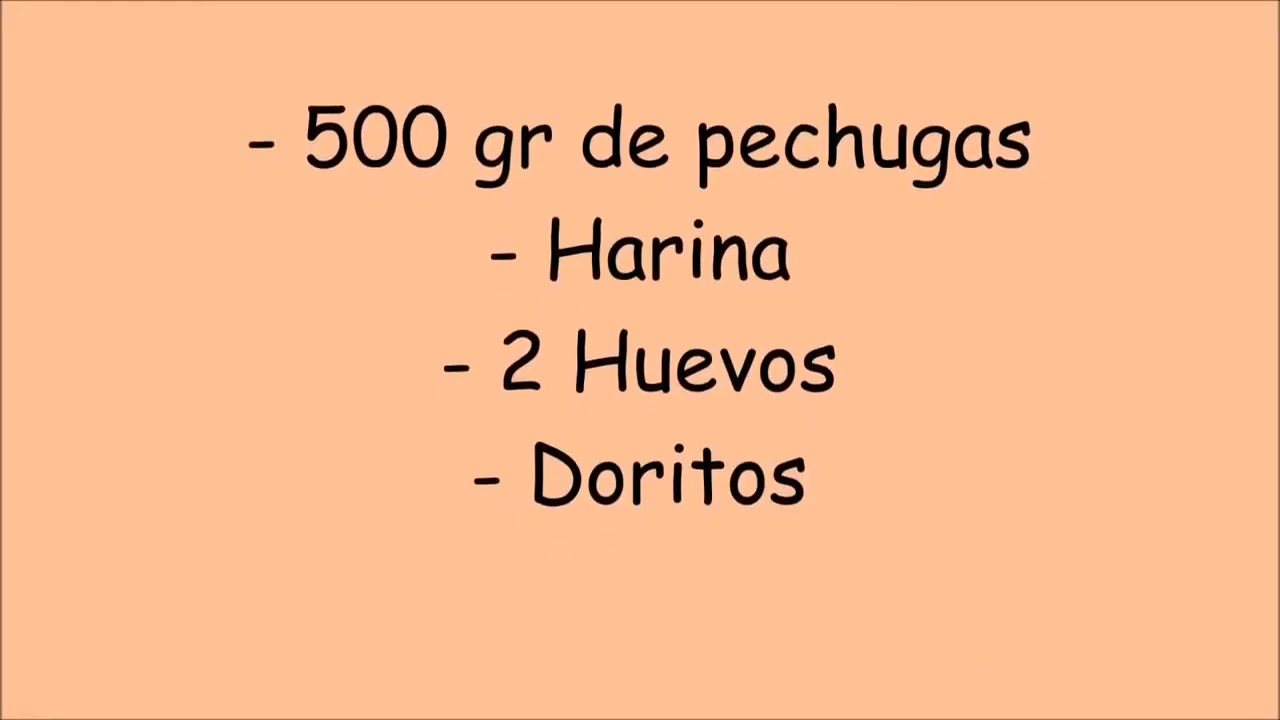 - 500 gr de pechugas
- Harina
- 2 Huevos
- Doritos